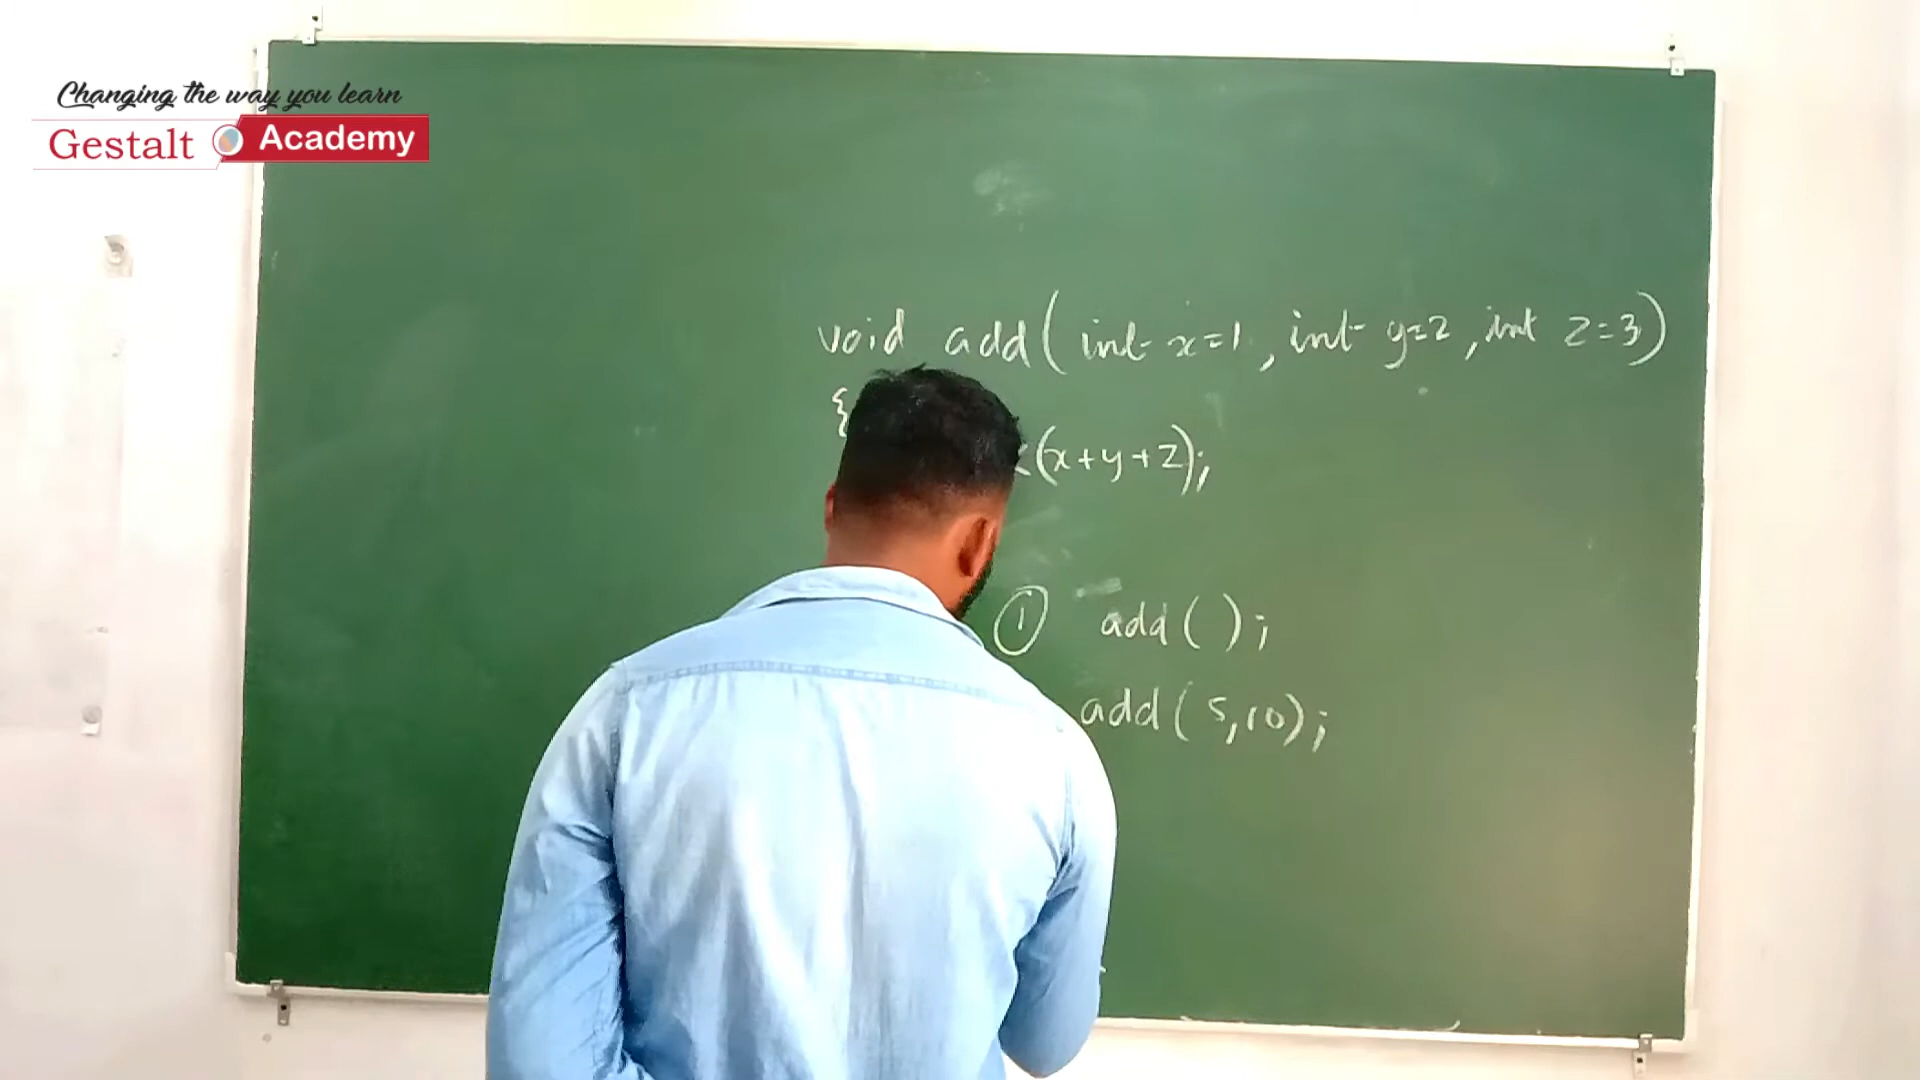 Changing the way you learn
Gestalt Academy
void add(int x=1, int y=2, int z=3)
{
<(x+y+z);
① add();
add(5,10);